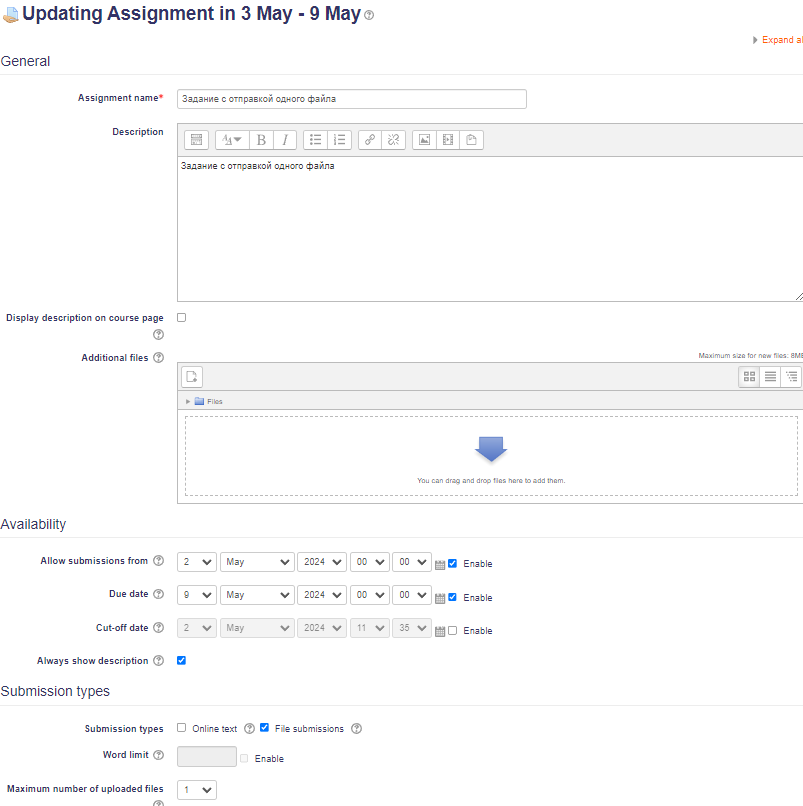 Updating Assignment in 3 May - 9 May
Expand al
General
Assignment name*
Задание с отправкой одного файла
Description
Задание с отправкой одного файла
Display description on course page
Additional files
Maximum size for new files: 8MB
Files
You can drag and drop files here to add them.
Availability
Allow submissions from 2 May 2024 00 00 Enable
Due date 9 May 2024 00 00 Enable
Cut-off date 2 May 2024 11 35 Enable
Always show description
Submission types
Submission types Online text File submissions
Word limit Enable
Maximum number of uploaded files 1